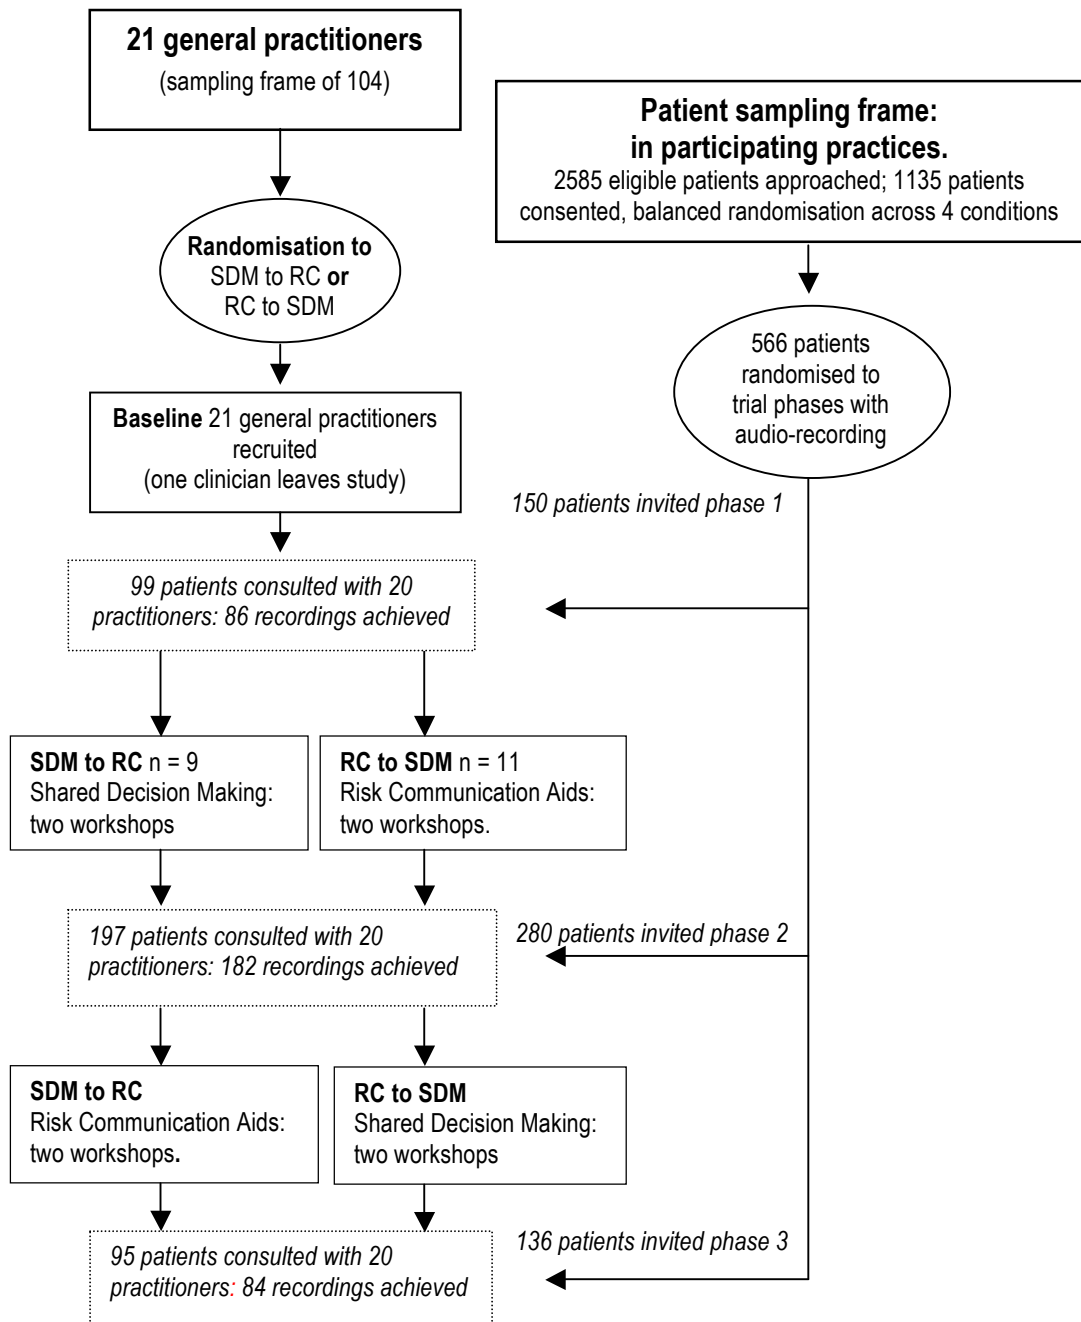 21 general practitioners
(sampling frame of 104)
Patient sampling frame:
in participating practices.
2585 eligible patients approached; 1135 patients
consented, balanced randomisation across 4 conditions
Randomisation to
SDM to RC or
RC to SDM
566 patients
randomised to
trial phases with
audio-recording
Baseline 21 general practitioners
recruited
(one clinician leaves study)
150 patients invited phase 1
99 patients consulted with 20
practitioners: 86 recordings achieved
SDM to RC n = 9
Shared Decision Making:
two workshops
RC to SDM n = 11
Risk Communication Aids:
two workshops.
197 patients consulted with 20
practitioners: 182 recordings achieved
280 patients invited phase 2
SDM to RC
Risk Communication Aids:
two workshops.
RC to SDM
Shared Decision Making:
two workshops
136 patients invited phase 3
95 patients consulted with 20
practitioners: 84 recordings achieved